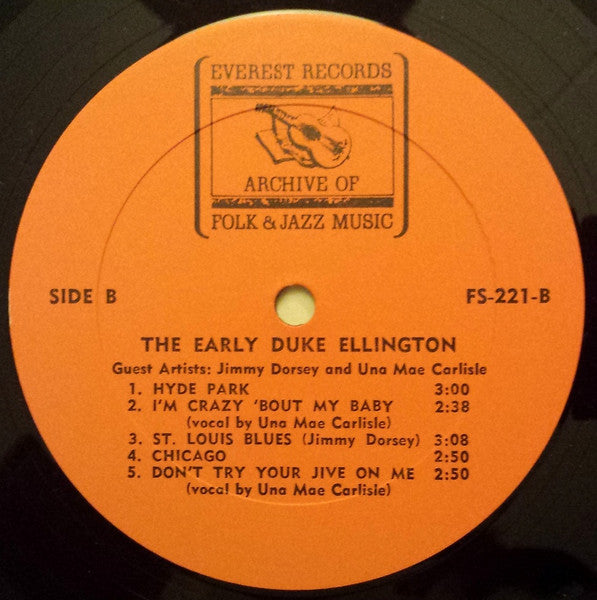 EVEREST RECORDS
ARCHIVE OF
FOLK & JAZZ MUSIC
SIDE B FS-221-B
THE EARLY DUKE ELLINGTON
Guest Artists: Jimmy Dorsey and Una Mae Carlisle
1. HYDE PARK 3:00
2. I'M CRAZY 'BOUT MY BABY 2:38
(vocal by Una Mae Carlisle)
3. ST. LOUIS BLUES (Jimmy Dorsey) 3:08
4. CHICAGO 2:50
5. DON'T TRY YOUR JIVE ON ME 2:50
(vocal by Una Mae Carlisle)